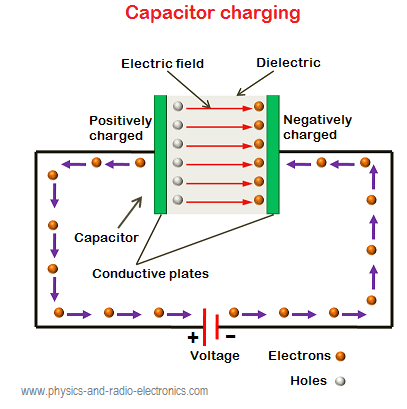 Capacitor charging
Electric field
Dielectric
Positively
charged
Negatively
charged
Capacitor
Conductive plates
+ −
Voltage
Electrons
Holes
www.physics-and-radio-electronics.com